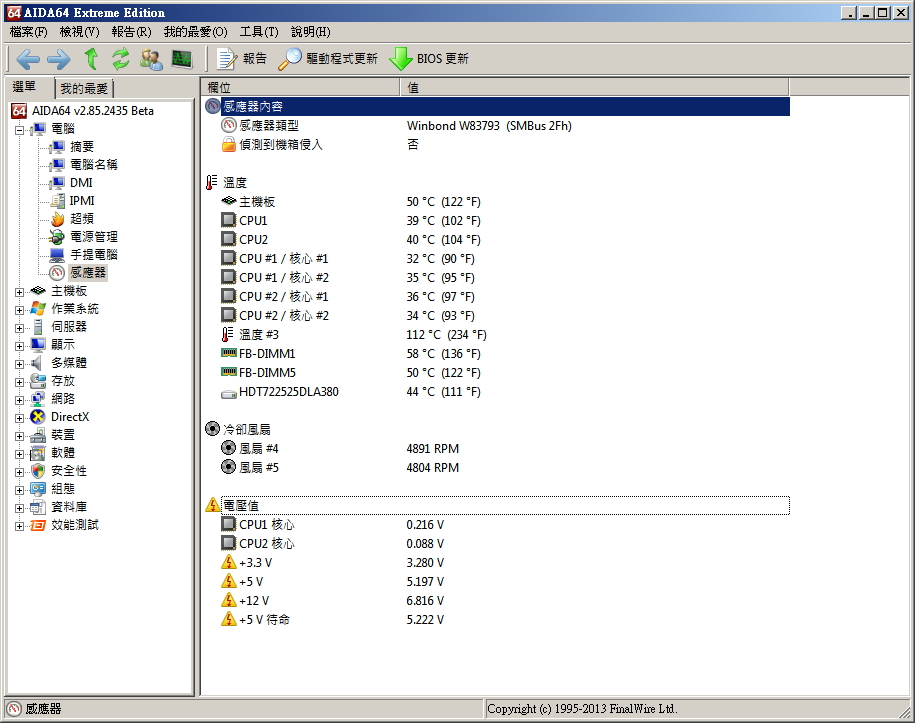 AIDA64 Extreme Edition
檔案(F) 檢視(V) 報告(R) 我的最愛(O) 工具(T) 說明(H)
報告 驅動程式更新 BIOS 更新
選單 我的最愛
欄位 值
64 AIDA64 v2.85.2435 Beta
電腦
摘要
電腦名稱
DMI
IPMI
超頻
電源管理
手提電腦
感應器
主機板
作業系統
伺服器
顯示
多媒體
存放
網路
DirectX
裝置
軟體
安全性
組態
資料庫
效能測試
感應器內容
感應器類型 Winbond W83793 (SMBus 2Fh)
偵測到機箱侵入 否
溫度
主機板 50 °C (122 °F)
CPU1 39 °C (102 °F)
CPU2 40 °C (104 °F)
CPU #1 / 核心 #1 32 °C (90 °F)
CPU #1 / 核心 #2 35 °C (95 °F)
CPU #2 / 核心 #1 36 °C (97 °F)
CPU #2 / 核心 #2 34 °C (93 °F)
溫度 #3 112 °C (234 °F)
FB-DIMM1 58 °C (136 °F)
FB-DIMM5 50 °C (122 °F)
HDT722525DLA380 44 °C (111 °F)
冷卻風扇
風扇 #4 4891 RPM
風扇 #5 4804 RPM
電壓值
CPU1 核心 0.216 V
CPU2 核心 0.088 V
+3.3 V 3.280 V
+5 V 5.197 V
+12 V 6.816 V
+5 V 待命 5.222 V
感應器 Copyright (c) 1995-2013 FinalWire Ltd.